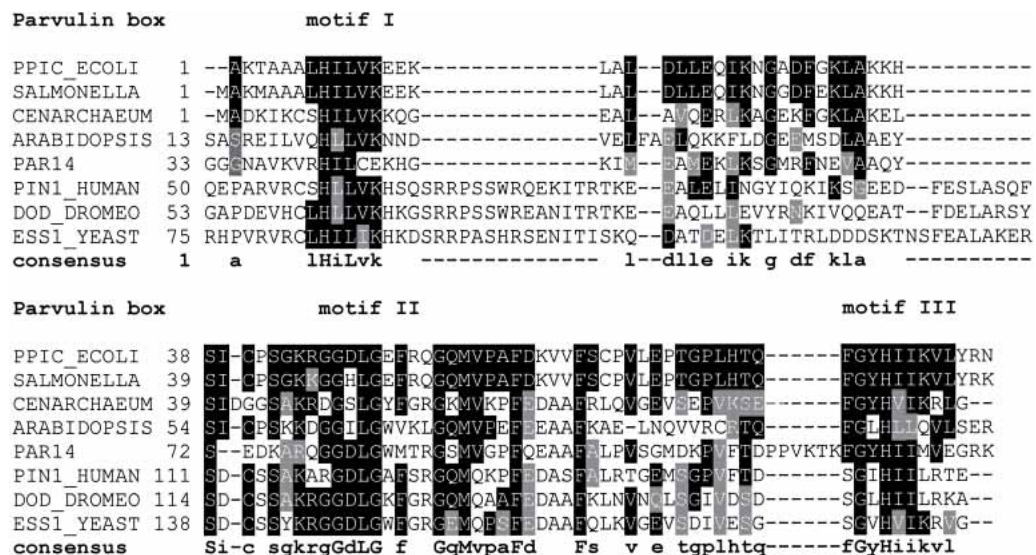 Parvulin box motif I
PPIC_ECOLI 1 --AKTAAALHILVKEEK----------------LAL--DLLEQIKNGADFGKLAKKH----------
SALMONELLA 1 -MAKMAAALHILVKEEK----------------LAL--DLLEQIKNGGDFEKLAKKH----------
CENARCHAEUM 1 -MADKIKCSHILVKKQG----------------EAL--AVQERLKAGEKFGKLAKEL----------
ARABIDOPSIS 13 SASREILVQHLLVKNND----------------VELFAELQKKFLDGEEMSDLAAEY----------
PAR14 33 GGGNAVKVRHILCEKHG----------------KIM--EAMEKLKSGMRFNEVAAQY----------
PIN1_HUMAN 50 QEPARVRCSHLLVKHSQSRRPSSWRQEKITRTKE--EALELINGYIQKIKSGEED-FESLASQF
DOD_DROMEO 53 GAPDEVHCLHLLVKHKGSRRPSSWREANITRTKE--EAQLLLEVYRNKIVQQEAT-FDELARSY
ESS1_YEAST 75 RHPVRVRCLHILIKHKDSRRPASHRSENITISKQ--DATDELKTLITRLDDDSKTNSFEALAKER
consensus 1 a lHiLvk ---------------- l dlle ik g df kla ----------
Parvulin box motif II motif III
PPIC_ECOLI 38 SI-CPSGKRGGDLGEFRQGQMVPAFDKVVFSCPVLEPTGPLHTQ------FGYHIIKVLYRN
SALMONELLA 39 SI-CPSGKKGGHLGEFRQGQMVPAFDKVVFSCPVLEPTGPLHTQ------FGYHIIKVLYRK
CENARCHAEUM 39 SIDGGSAKRDGSLGYFGRGKMVKPFEDAAFRLQVGEVSEPVKSE------FGYHVIKRLG--
ARABIDOPSIS 54 SI-CPSKKDGGILGWVKLGQMVPEFEEAAFKAE-LNQVVRCRTQ------FGLHLLQVLSER
PAR14 72 S--EDKARQGGDLGWMTRGSMVGPFQEAAFALPVSGMDKPVFTDPPVKTKFGYHIIMVEGRK
PIN1_HUMAN 111 SD-CSSAKARGDLGAFSRGQMQKPFEDASFALRTGEMSGPVFTD------SGIHIILRTE-
DOD_DROMEO 114 SD-CSSAKRGGDLGKFGRGQMQAAFEDAAFKLNVNQLSGIVDSD------SGLHIILRKA-
ESS1_YEAST 138 SD-CSSYKRGGDLGWFGRGEMQPSFEDAAFQLKVGEVSDIVESG------SGVHVIKRVG-
consensus Si-c sgkrgGdLG f GqMvpaFd Fs v e tgplhtq------fGyHiikvl